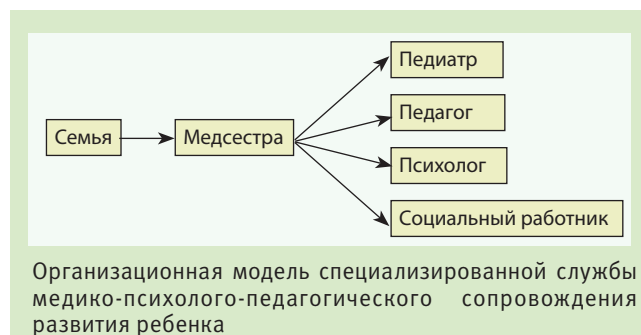 Педиатр
Педагог
Семья
Медсестра
Психолог
Социальный работник
Организационная модель специализированной службы
медико-психолого-педагогического сопровождения
развития ребенка